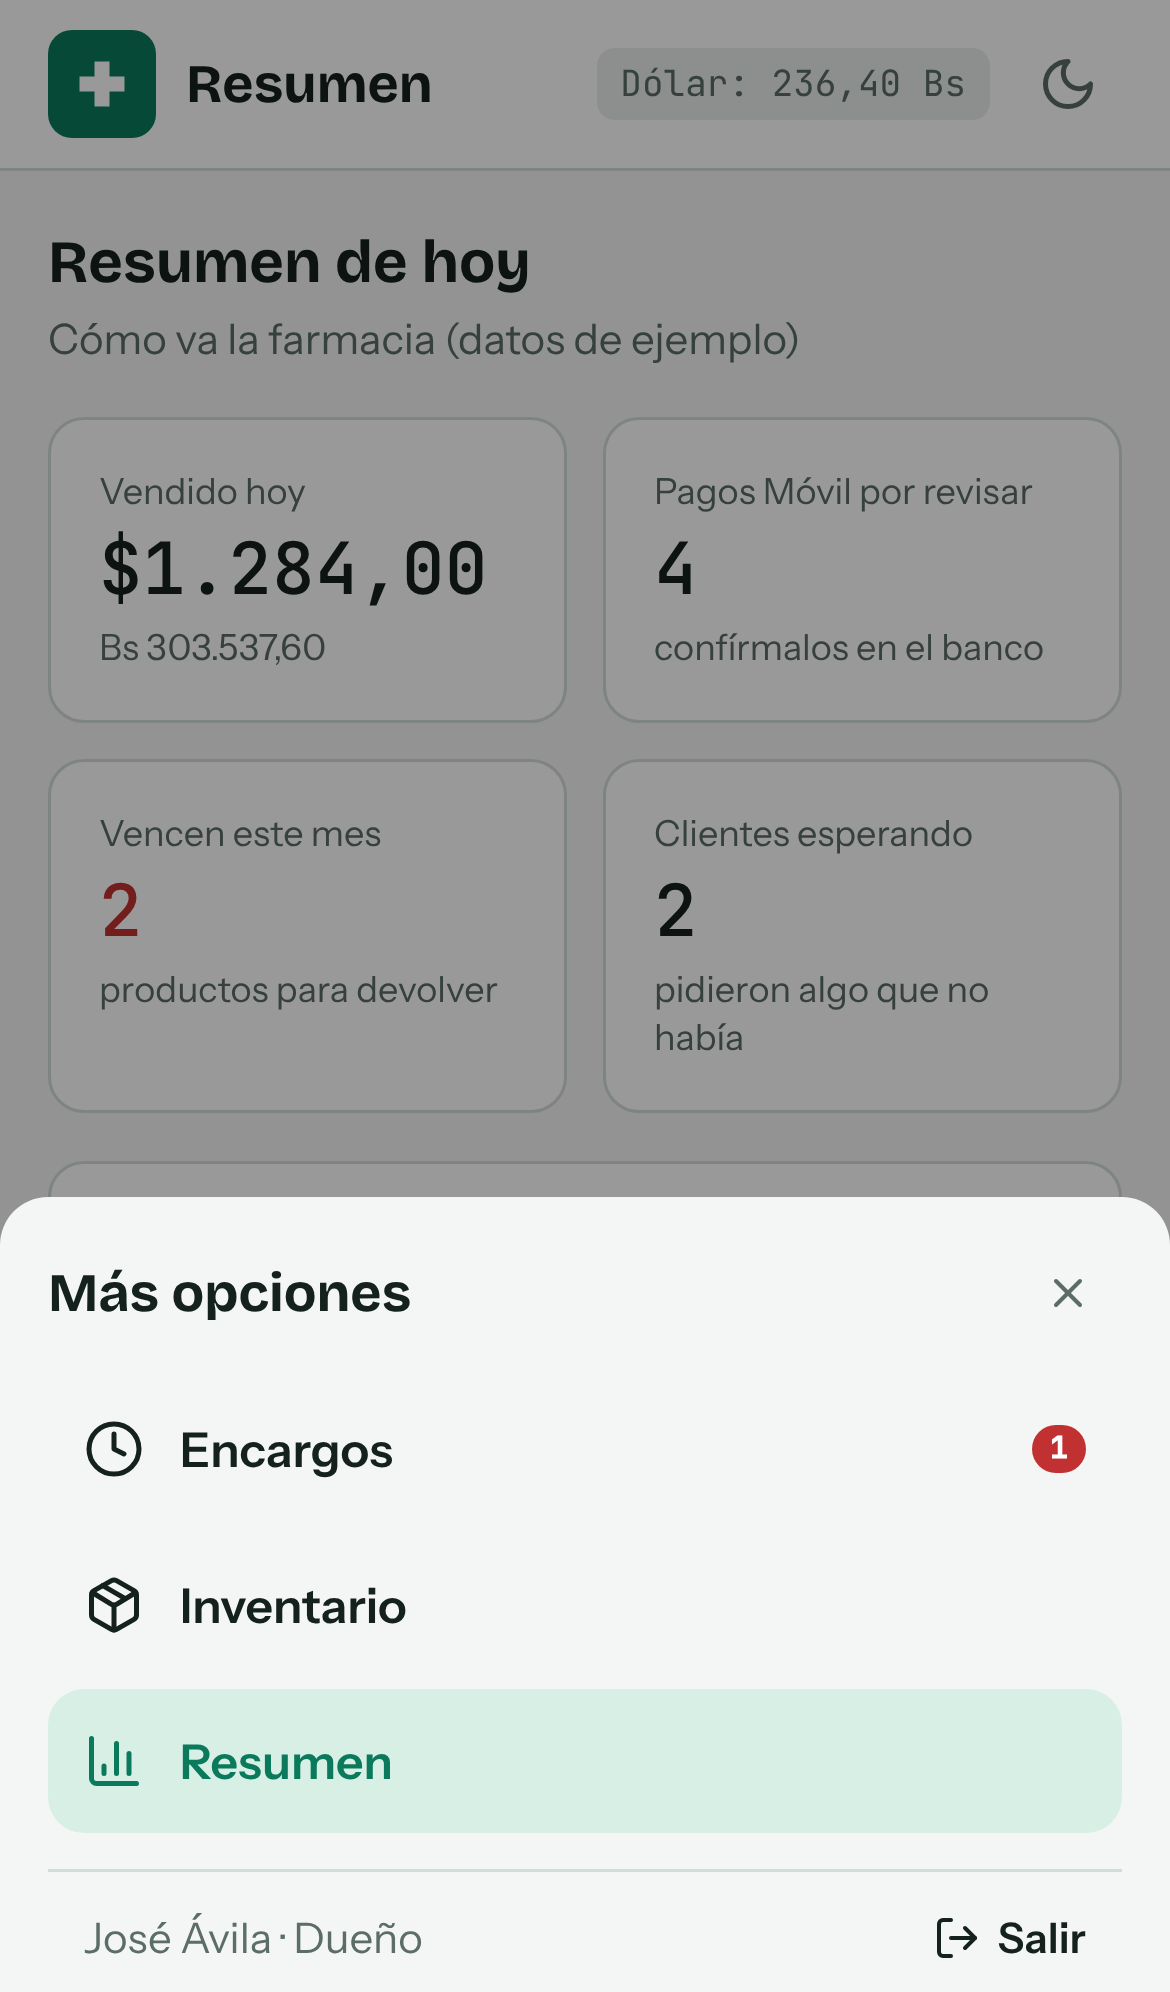 Resumen
Dólar: 236,40 Bs
Resumen de hoy
Cómo va la farmacia (datos de ejemplo)
Vendido hoy
$1.284,00
Bs 303.537,60
Pagos Móvil por revisar
4
confírmalos en el banco
Vencen este mes
2
productos para devolver
Clientes esperando
2
pidieron algo que no
había
Más opciones
Encargos
1
Inventario
Resumen
José Ávila · Dueño
Salir